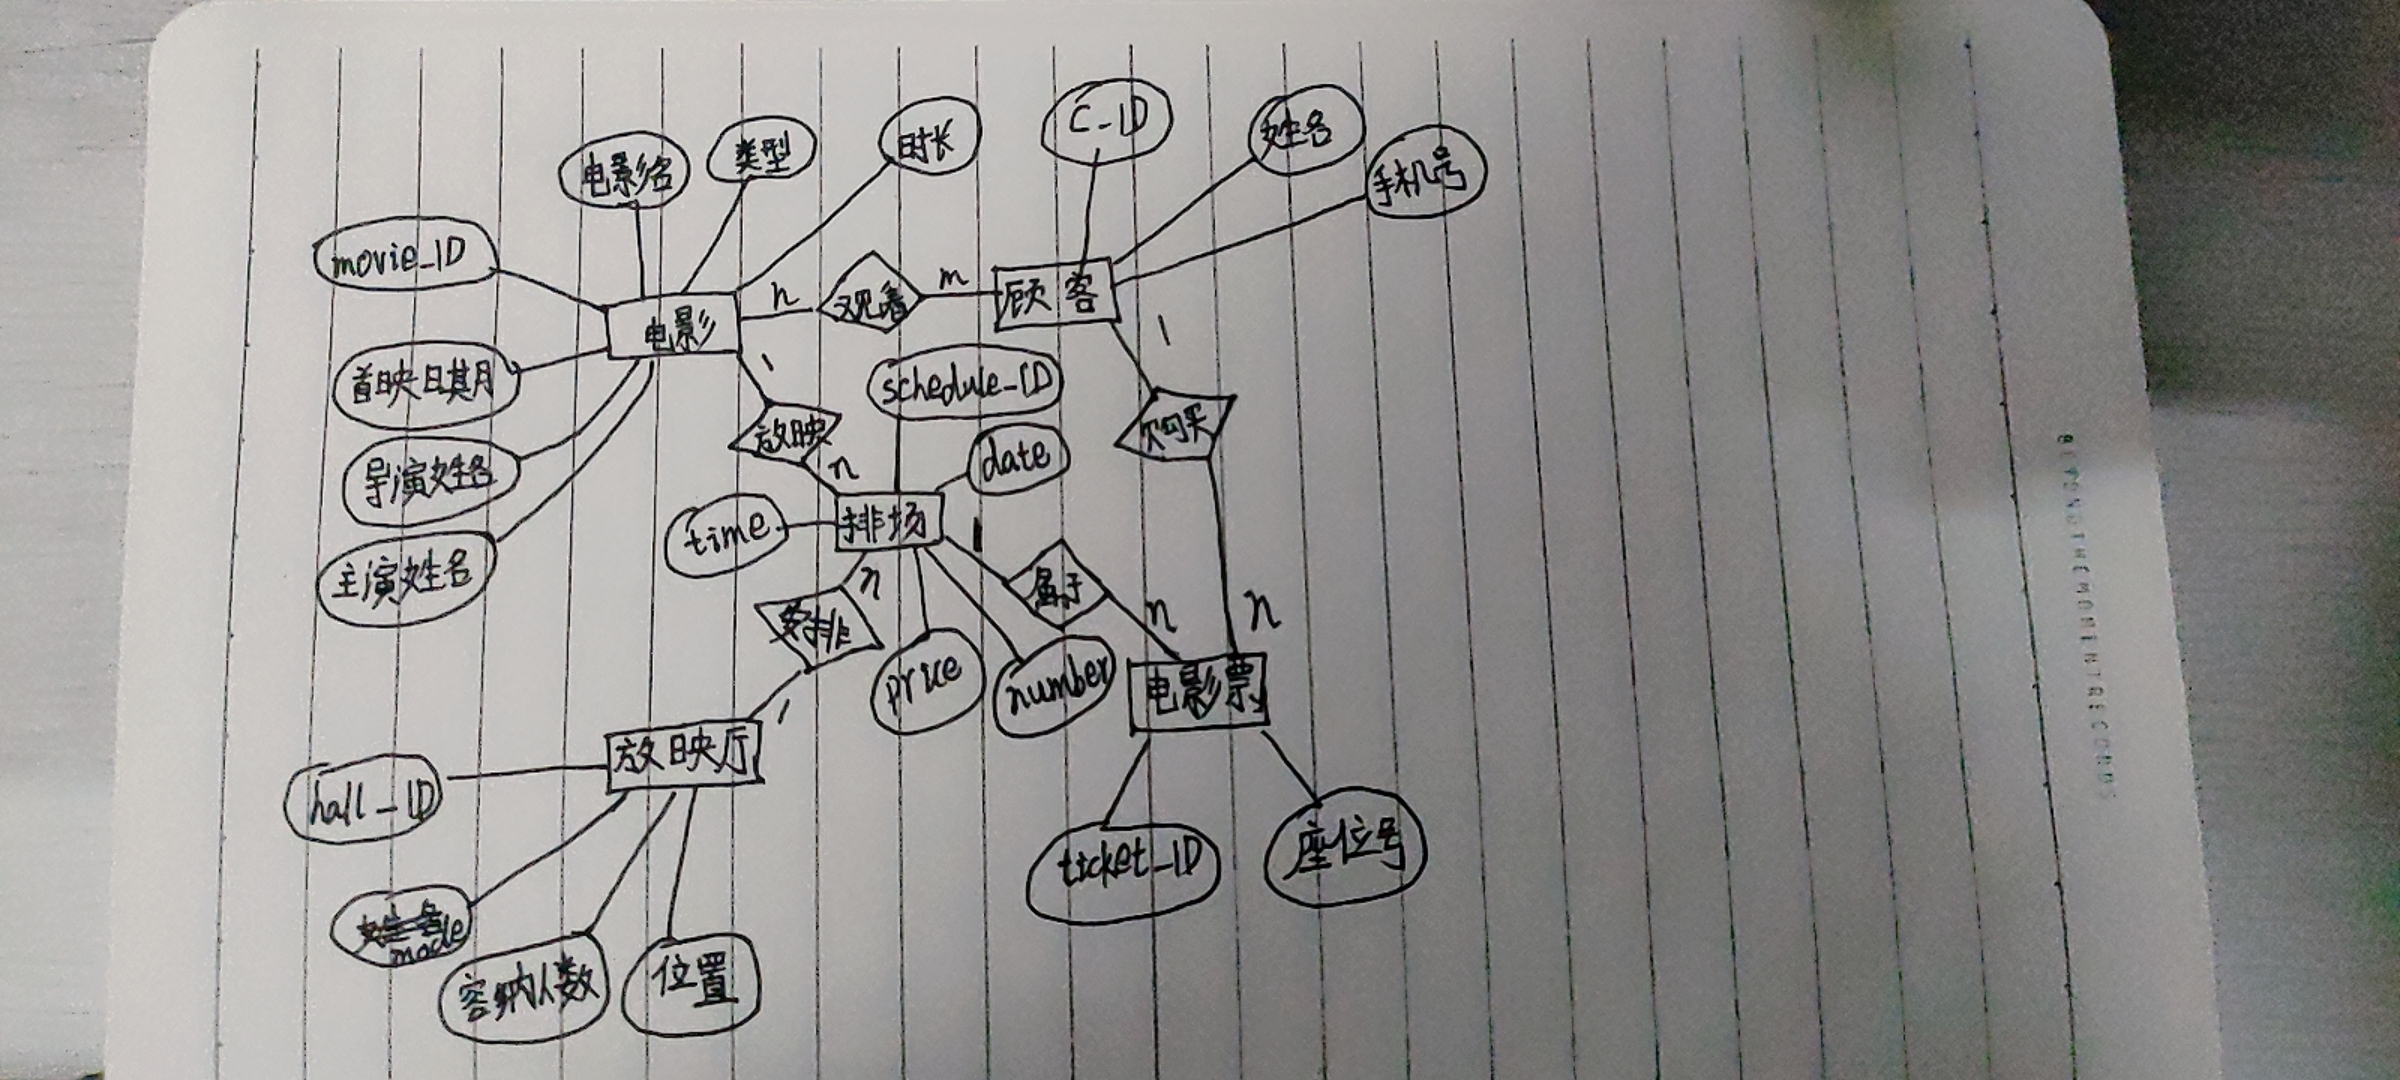 电影名
类型
时长
C_ID
姓名
手机号
movie_ID
电影
n
观看
m
顾客
首映日期
1
1
schedule_ID
导演姓名
放映
n
date
购买
主演姓名
time
排场
1
属于
n
n
安排
n
price
number
电影票
1
放映厅
hall_ID
ticket_ID
座位号
mode
容纳人数
位置